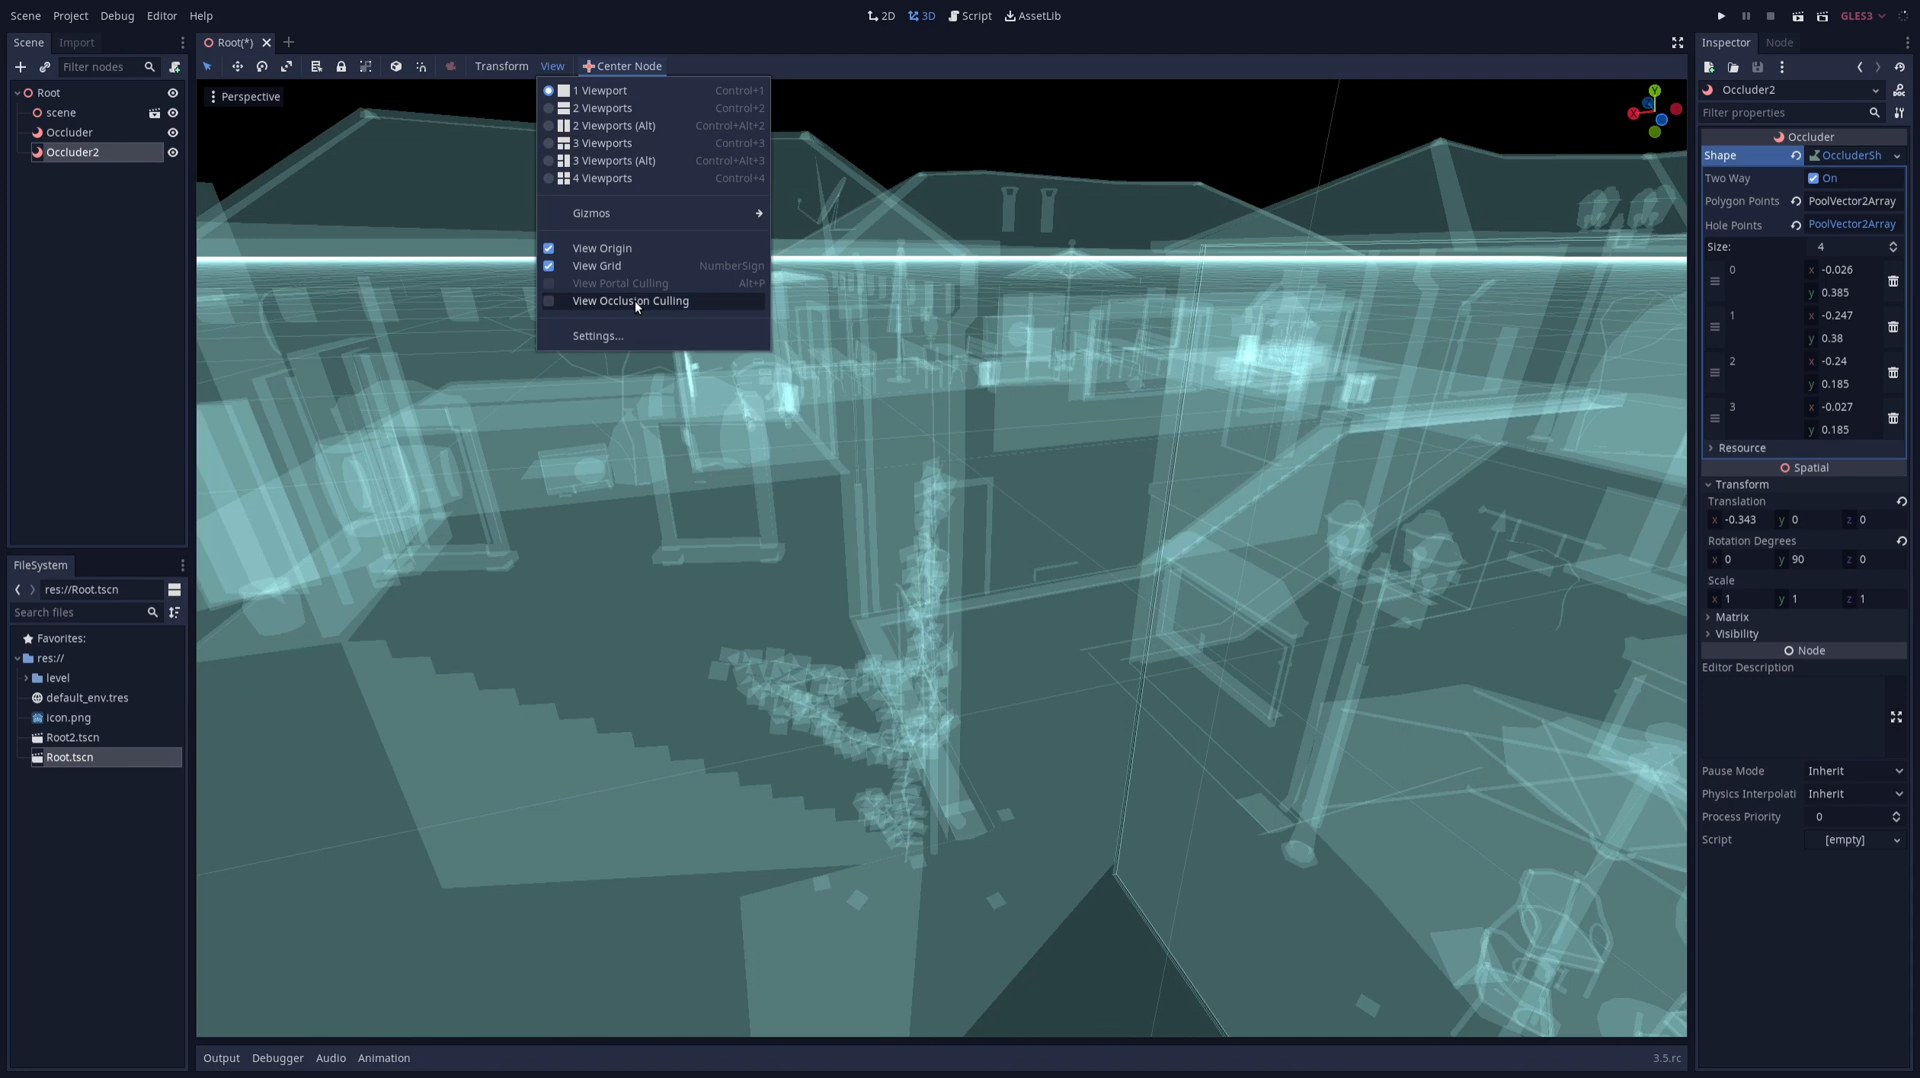 Scene Project Debug Editor Help
2D 3D Script AssetLib
GLES3
Scene Import
Filter nodes
Root
scene
Occluder
Occluder2
FileSystem
res://Root.tscn
Search files
Favorites:
res://
level
default_env.tres
icon.png
Root2.tscn
Root.tscn
Root(*)
Transform View Center Node
Perspective
1 Viewport Control+1
2 Viewports Control+2
2 Viewports (Alt) Control+Alt+2
3 Viewports Control+3
3 Viewports (Alt) Control+Alt+3
4 Viewports Control+4
Gizmos
View Origin
View Grid NumberSign
View Portal Culling Alt+P
View Occlusion Culling
Settings...
Y
X
Output Debugger Audio Animation
3.5.rc
Inspector Node
Occluder2
Filter properties
Occluder
Shape OccluderSh
Two Way On
Polygon Points PoolVector2Array
Hole Points PoolVector2Array
Size: 4
0 x -0.026
y 0.385
1 x -0.247
y 0.38
2 x -0.24
y 0.185
3 x -0.027
y 0.185
Resource
Spatial
Transform
Translation
x -0.343 y 0 z 0
Rotation Degrees
x 0 y 90 z 0
Scale
x 1 y 1 z 1
Matrix
Visibility
Node
Editor Description
Pause Mode Inherit
Physics Interpolati Inherit
Process Priority 0
Script [empty]